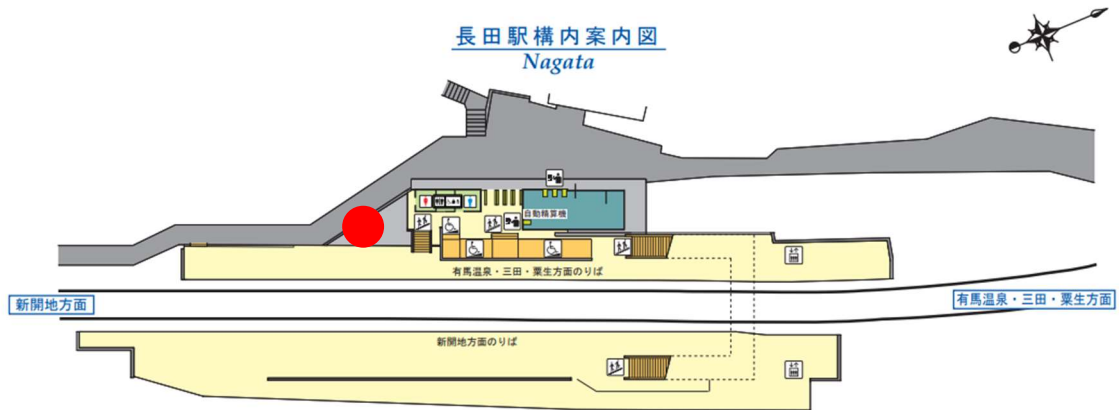 長田駅構内案内図
Nagata
自動精算機
有馬温泉・三田・粟生方面のりば
新開地方面
有馬温泉・三田・粟生方面
新開地方面のりば